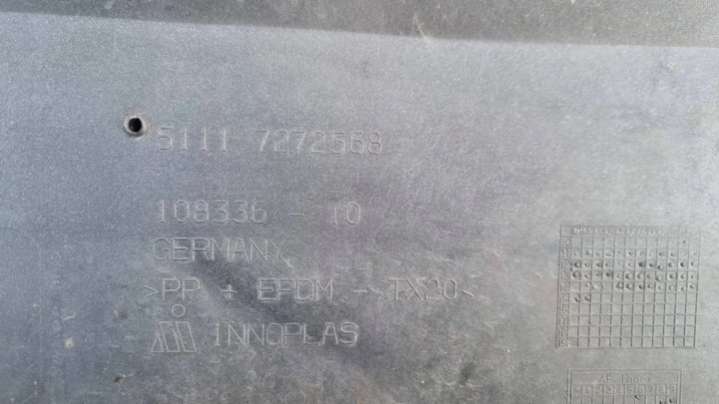 5111 7272568
108336 - 10
GERMANY
>PP + EPDM - TX20<
INNOPLAS